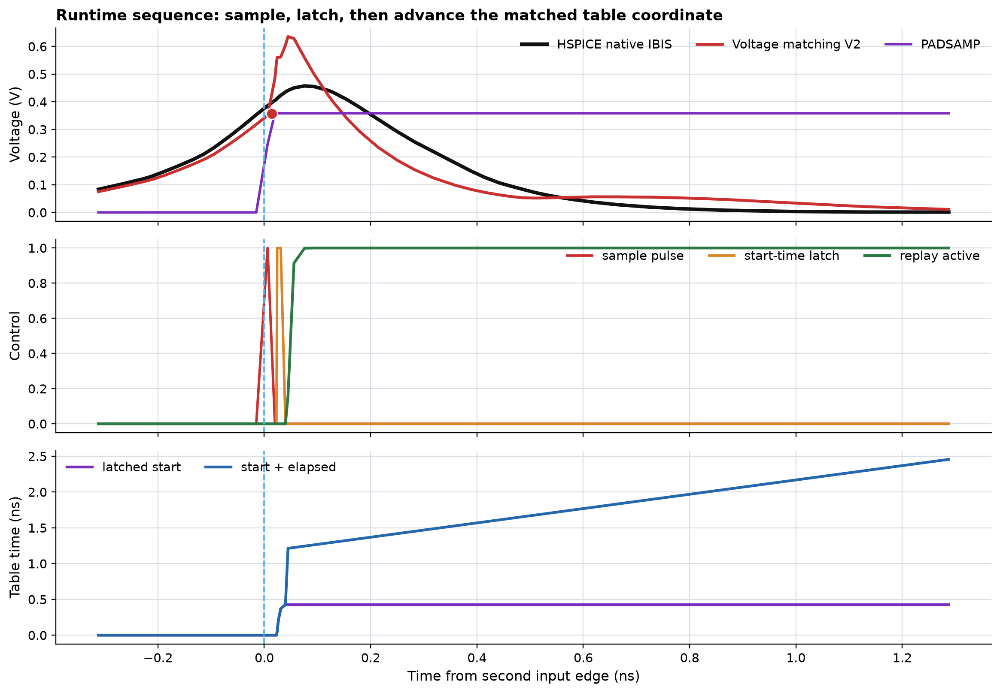 Runtime sequence: sample, latch, then advance the matched table coordinate
HSPICE native IBIS Voltage matching V2 PADSAMP
Voltage (V)
0.6
0.5
0.4
0.3
0.2
0.1
0.0
sample pulse start-time latch replay active
Control
1.0
0.8
0.6
0.4
0.2
0.0
latched start start + elapsed
Table time (ns)
2.5
2.0
1.5
1.0
0.5
0.0
−0.2 0.0 0.2 0.4 0.6 0.8 1.0 1.2
Time from second input edge (ns)